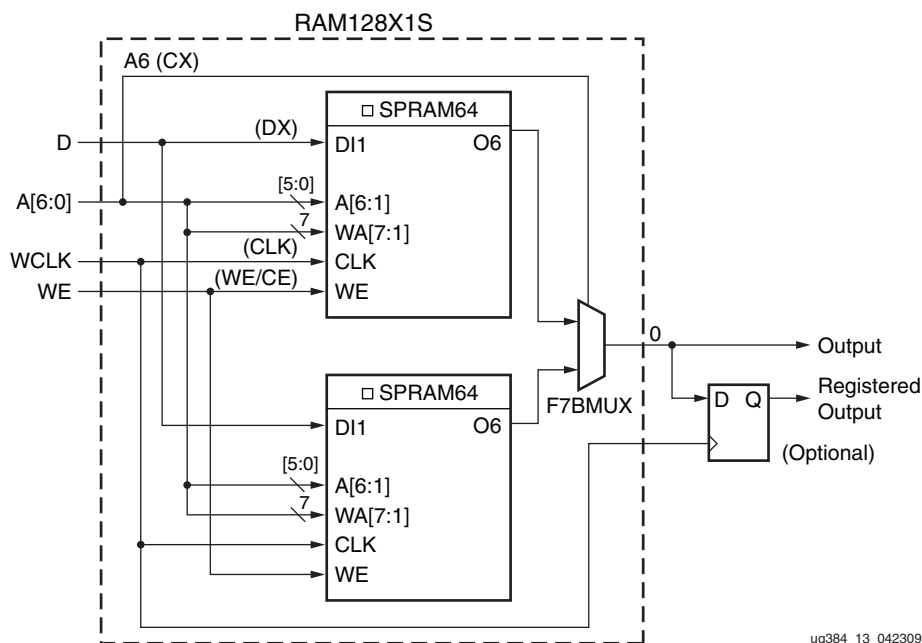 RAM128X1S
A6 (CX)
SPRAM64
D
(DX)
DI1
O6
A[6:0]
[5:0]
A[6:1]
7
WA[7:1]
WCLK
(CLK)
CLK
WE
(WE/CE)
WE
SPRAM64
DI1
O6
[5:0]
A[6:1]
7
WA[7:1]
CLK
WE
F7BMUX
0
Output
D Q
Registered
Output
(Optional)
ug384_13_042309